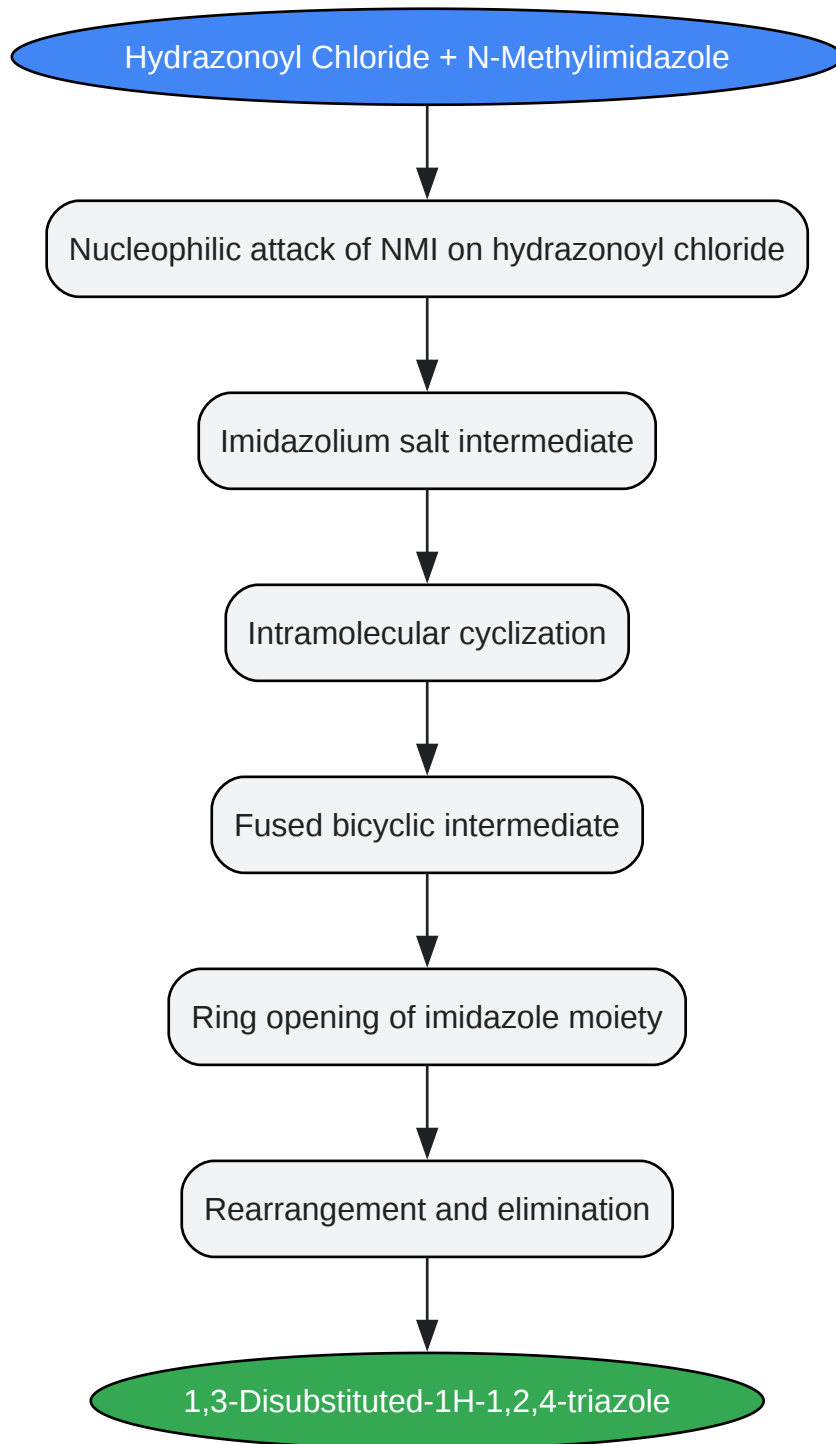 Hydrazonoyl Chloride + N-Methylimidazole
Nucleophilic attack of NMI on hydrazonoyl chloride
Imidazolium salt intermediate
Intramolecular cyclization
Fused bicyclic intermediate
Ring opening of imidazole moiety
Rearrangement and elimination
1,3-Disubstituted-1H-1,2,4-triazole